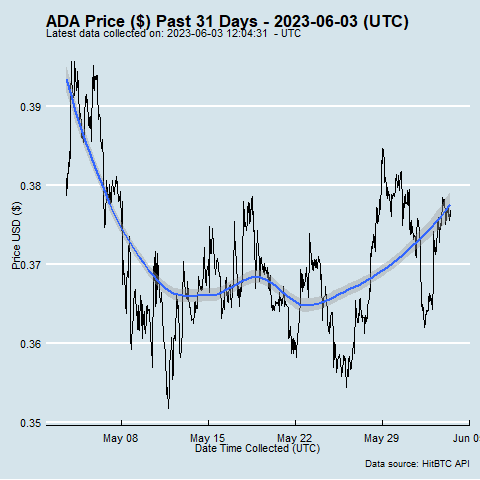 ADA Price ($) Past 31 Days - 2023-06-03 (UTC)
Latest data collected on: 2023-06-03 12:04:31 - UTC
0.39
0.38
0.37
0.36
0.35
Price USD ($)
May 08
May 15
May 22
May 29
Jun 0
Date Time Collected (UTC)
Data source: HitBTC API